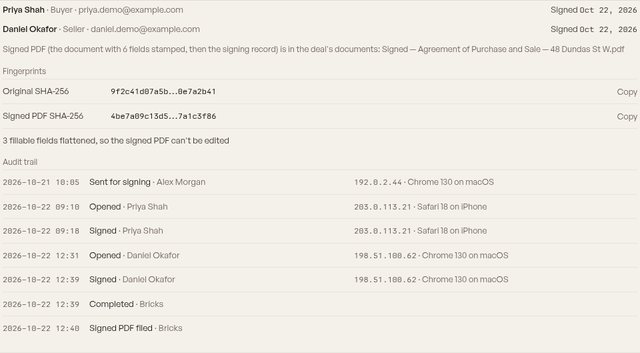 Priya Shah · Buyer · priya.demo@example.com Signed Oct 22, 2026
Daniel Okafor · Seller · daniel.demo@example.com Signed Oct 22, 2026
Signed PDF (the document with 6 fields stamped, then the signing record) is in the deal's documents: Signed — Agreement of Purchase and Sale — 48 Dundas St W.pdf
Fingerprints
Original SHA-256 9f2c41d07a5b...0e7a2b41 Copy
Signed PDF SHA-256 4be7a09c13d5...7a1c3f86 Copy
3 fillable fields flattened, so the signed PDF can't be edited
Audit trail
2026-10-21 10:05 Sent for signing · Alex Morgan 192.0.2.44 · Chrome 130 on macOS
2026-10-22 09:10 Opened · Priya Shah 203.0.113.21 · Safari 18 on iPhone
2026-10-22 09:18 Signed · Priya Shah 203.0.113.21 · Safari 18 on iPhone
2026-10-22 12:31 Opened · Daniel Okafor 198.51.100.62 · Chrome 130 on macOS
2026-10-22 12:39 Signed · Daniel Okafor 198.51.100.62 · Chrome 130 on macOS
2026-10-22 12:39 Completed · Bricks
2026-10-22 12:40 Signed PDF filed · Bricks